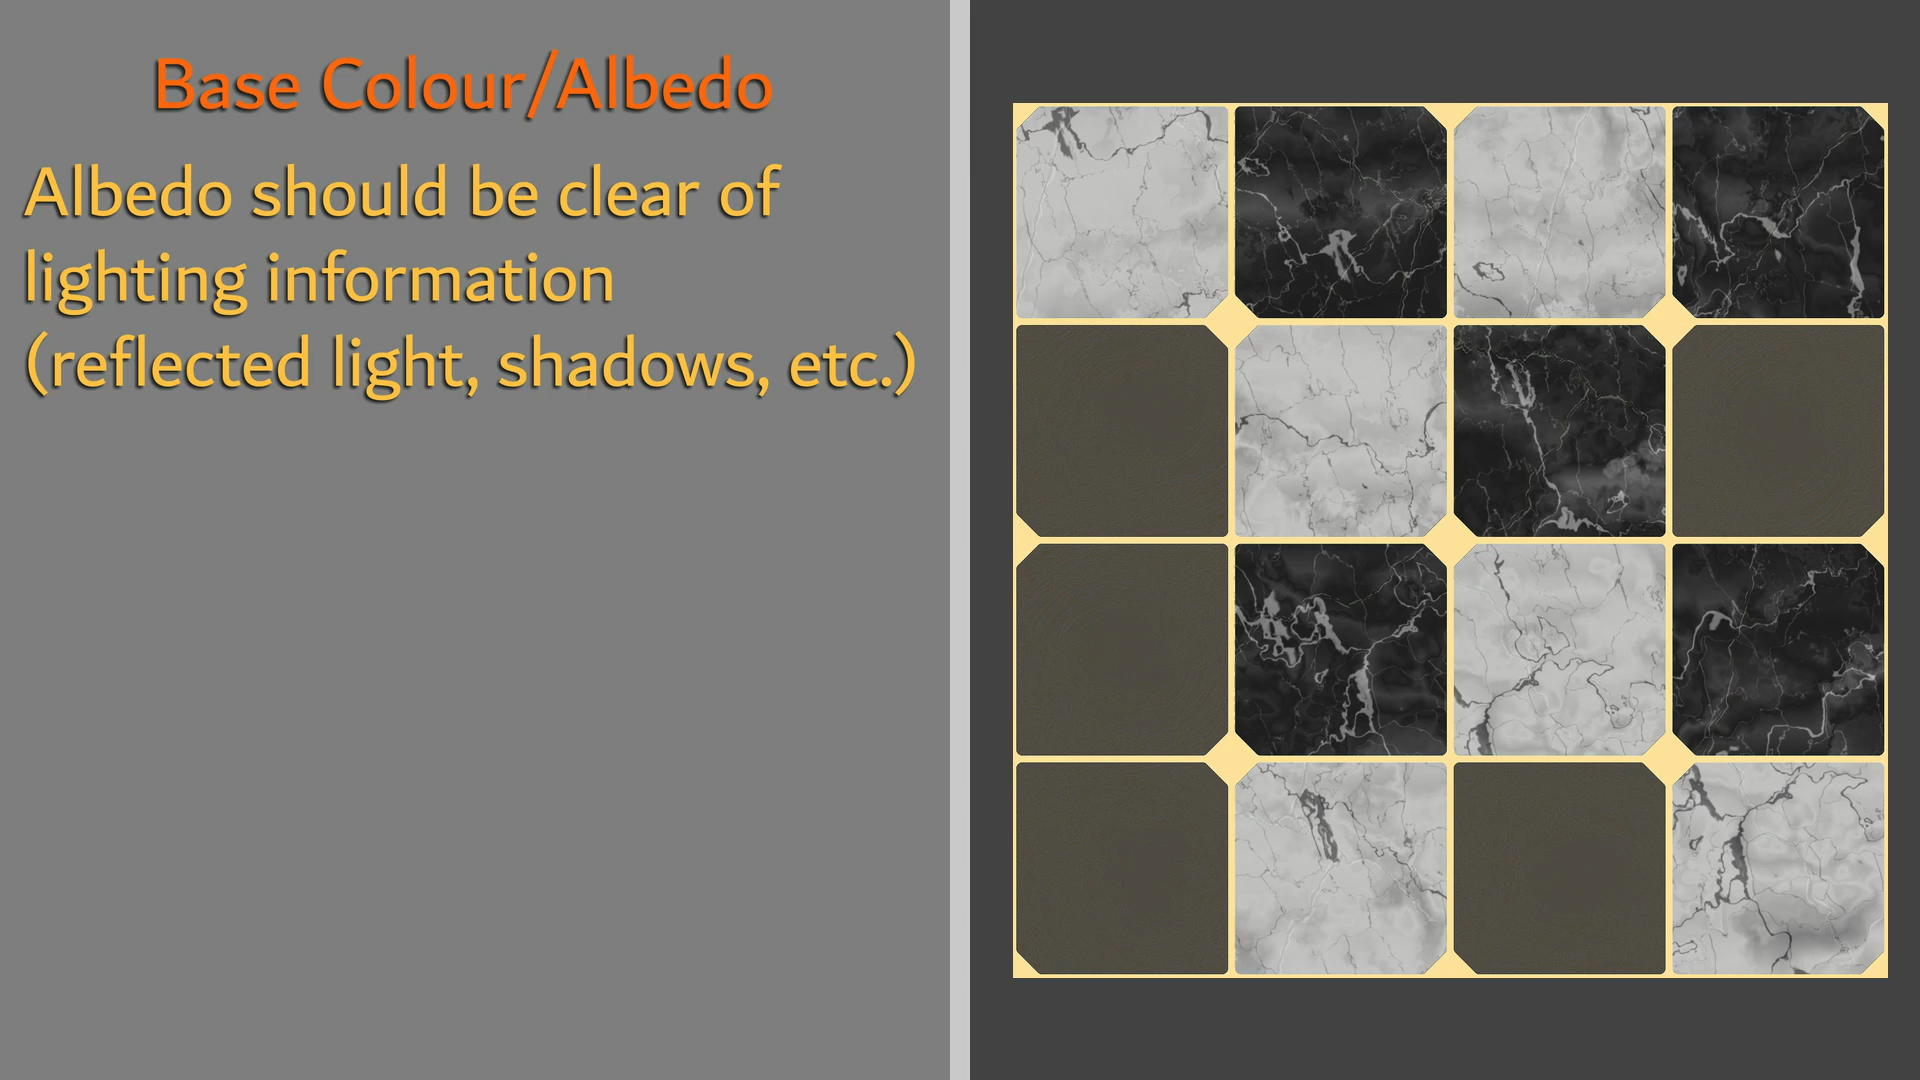 Base Colour/Albedo
Albedo should be clear of
lighting information
(reflected light, shadows, etc.)